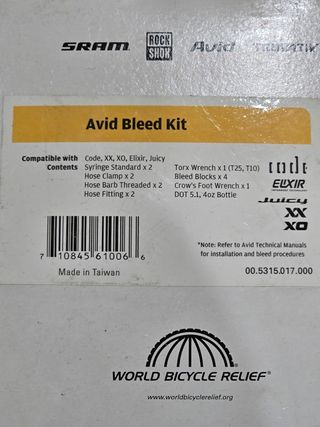 SRAM ROCK SHOX Avid TRUVATIV
Avid Bleed Kit
Compatible with Code, XX, XO, Elixir, Juicy
Contents Syringe Standard x 2 Torx Wrench x 1 (T25, T10)
Hose Clamp x 2 Bleed Blocks x 4
Hose Barb Threaded x 2 Crow's Foot Wrench x 1
Hose Fitting x 2 DOT 5.1, 4oz Bottle
code
ELIXIR
Juicy
XX
XO
7 10845 61006 6
Made in Taiwan
*Note: Refer to Avid Technical Manuals
for installation and bleed procedures
00.5315.017.000
WORLD BICYCLE RELIEF®
www.worldbicyclerelief.org